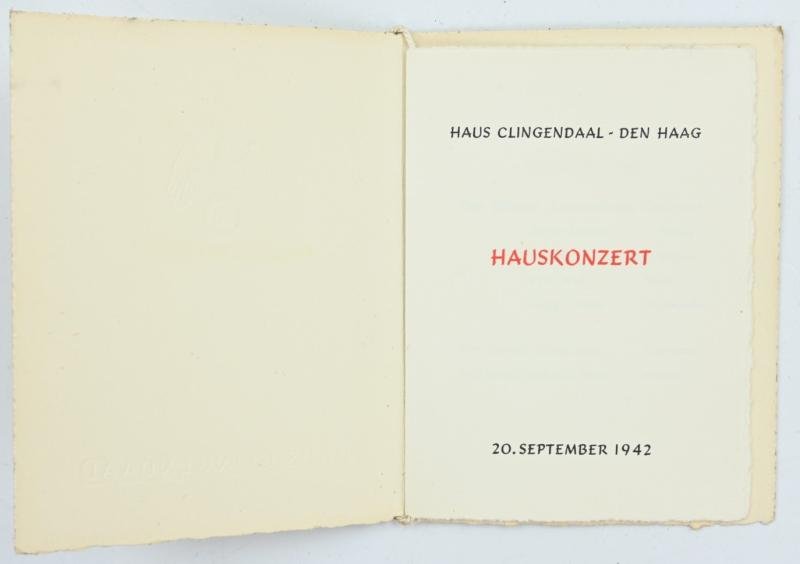 HAUS CLINGENDAAL - DEN HAAG
HAUSKONZERT
20. SEPTEMBER 1942